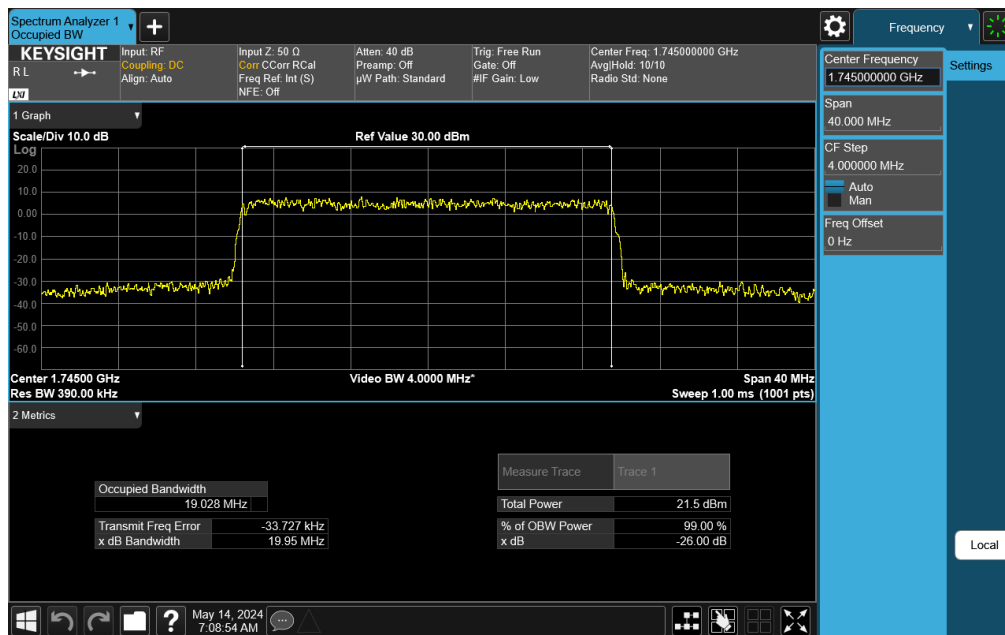 Spectrum Analyzer 1
Occupied BW
Frequency
KEYSIGHT
R L
LXI
Input: RF
Coupling: DC
Align: Auto
Input Z: 50 Ω
Corr CCorr RCal
Freq Ref: Int (S)
NFE: Off
Atten: 40 dB
Preamp: Off
µW Path: Standard
Trig: Free Run
Gate: Off
#IF Gain: Low
Center Freq: 1.745000000 GHz
Avg|Hold: 10/10
Radio Std: None
Center Frequency
1.745000000 GHz
Settings
Span
40.000 MHz
CF Step
4.000000 MHz
Auto
Man
Freq Offset
0 Hz
Local
1 Graph
Scale/Div 10.0 dB
Ref Value 30.00 dBm
Log
20.0
10.0
0.00
-10.0
-20.0
-30.0
-40.0
-50.0
-60.0
Center 1.74500 GHz
Video BW 4.0000 MHz*
Span 40 MHz
Res BW 390.00 kHz
Sweep 1.00 ms (1001 pts)
2 Metrics
Measure Trace Trace 1
Occupied Bandwidth
19.028 MHz
Total Power 21.5 dBm
Transmit Freq Error -33.727 kHz
% of OBW Power 99.00 %
x dB Bandwidth 19.95 MHz
x dB -26.00 dB
May 14, 2024
7:08:54 AM